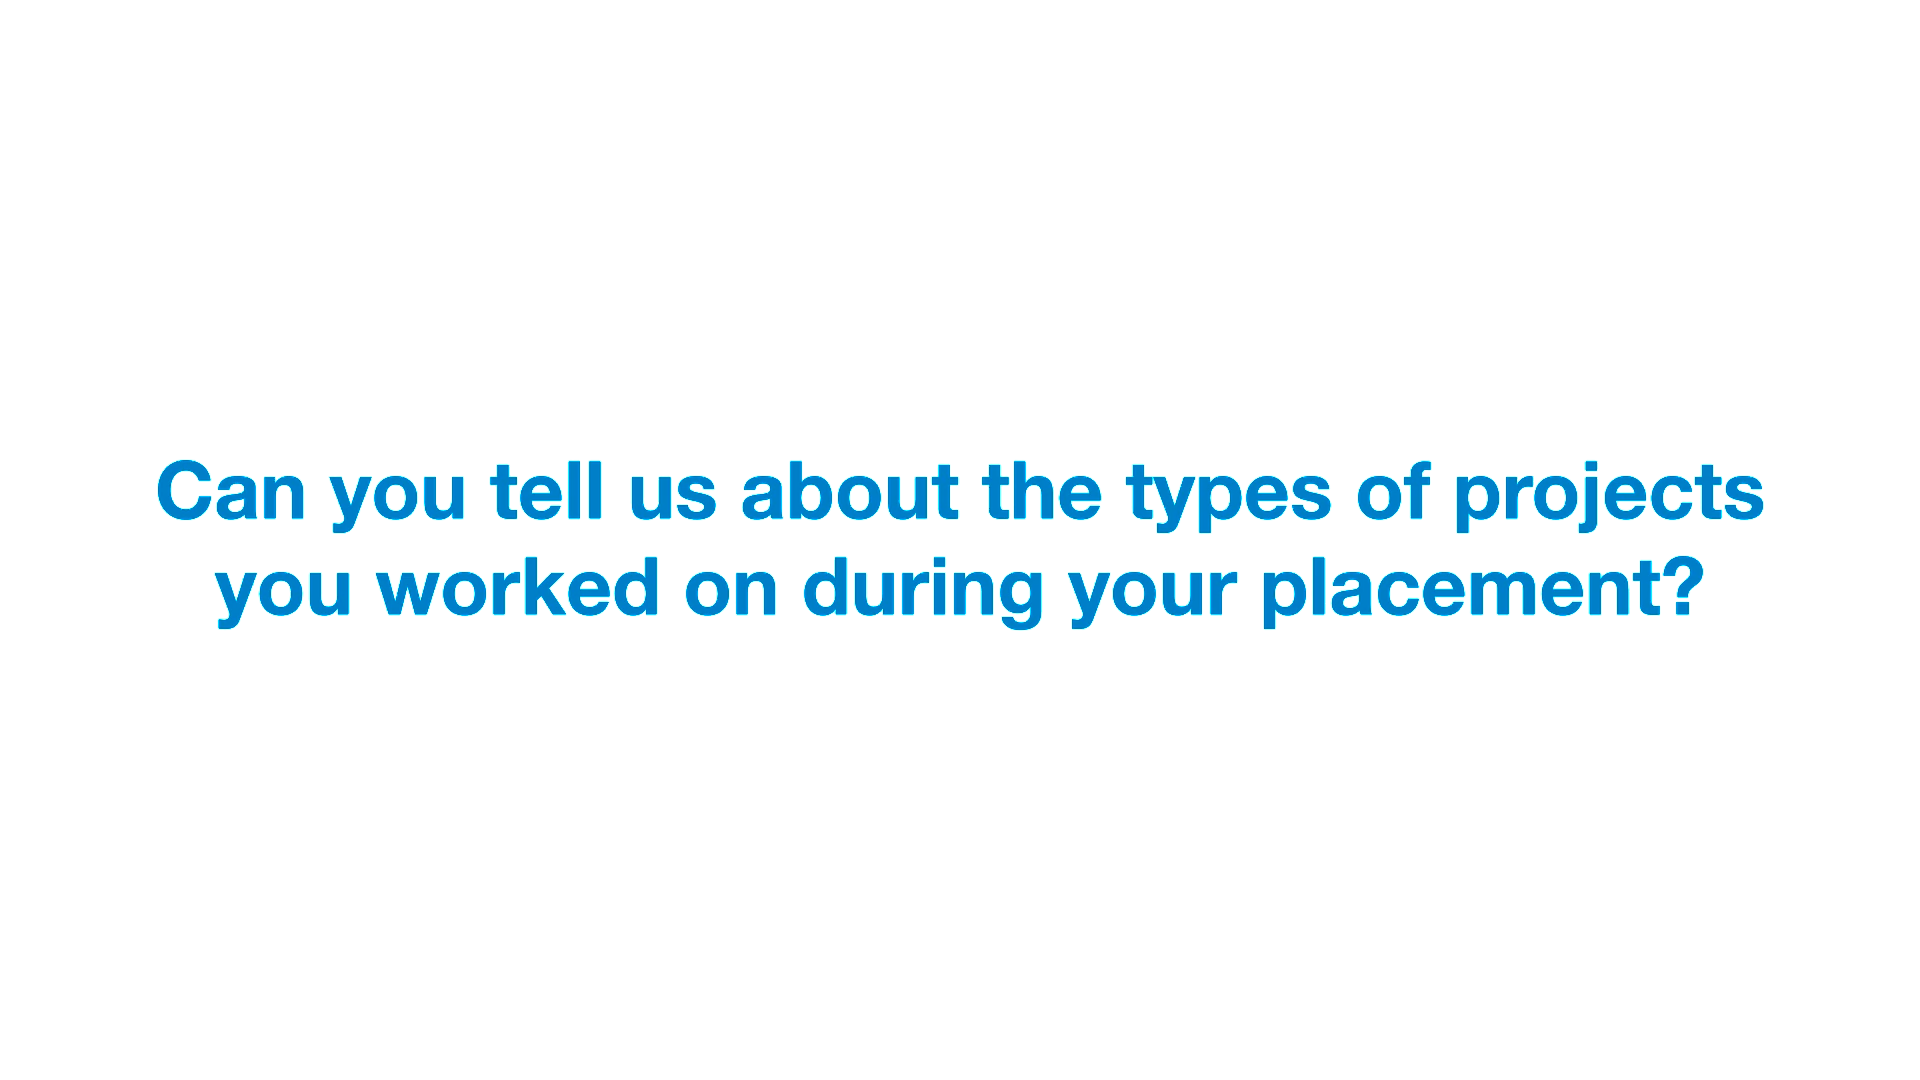 Can you tell us about the types of projects
you worked on during your placement?